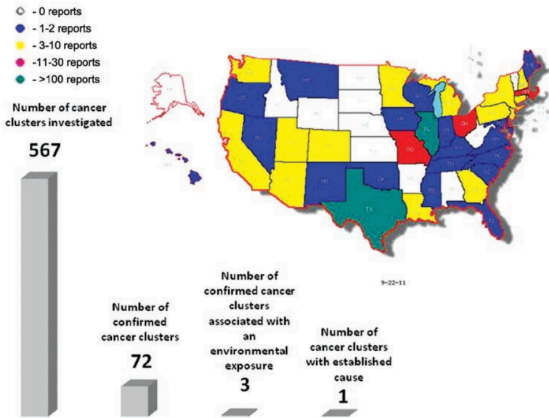 - 0 reports
- 1-2 reports
- 3-10 reports
-11-30 reports
- >100 reports
Number of cancer
clusters investigated
567
Number of
confirmed
cancer clusters
72
Number of
confirmed cancer
clusters
associated with
an
environmental
exposure
3
Number of
cancer clusters
with established
cause
1
TX
9-22-11